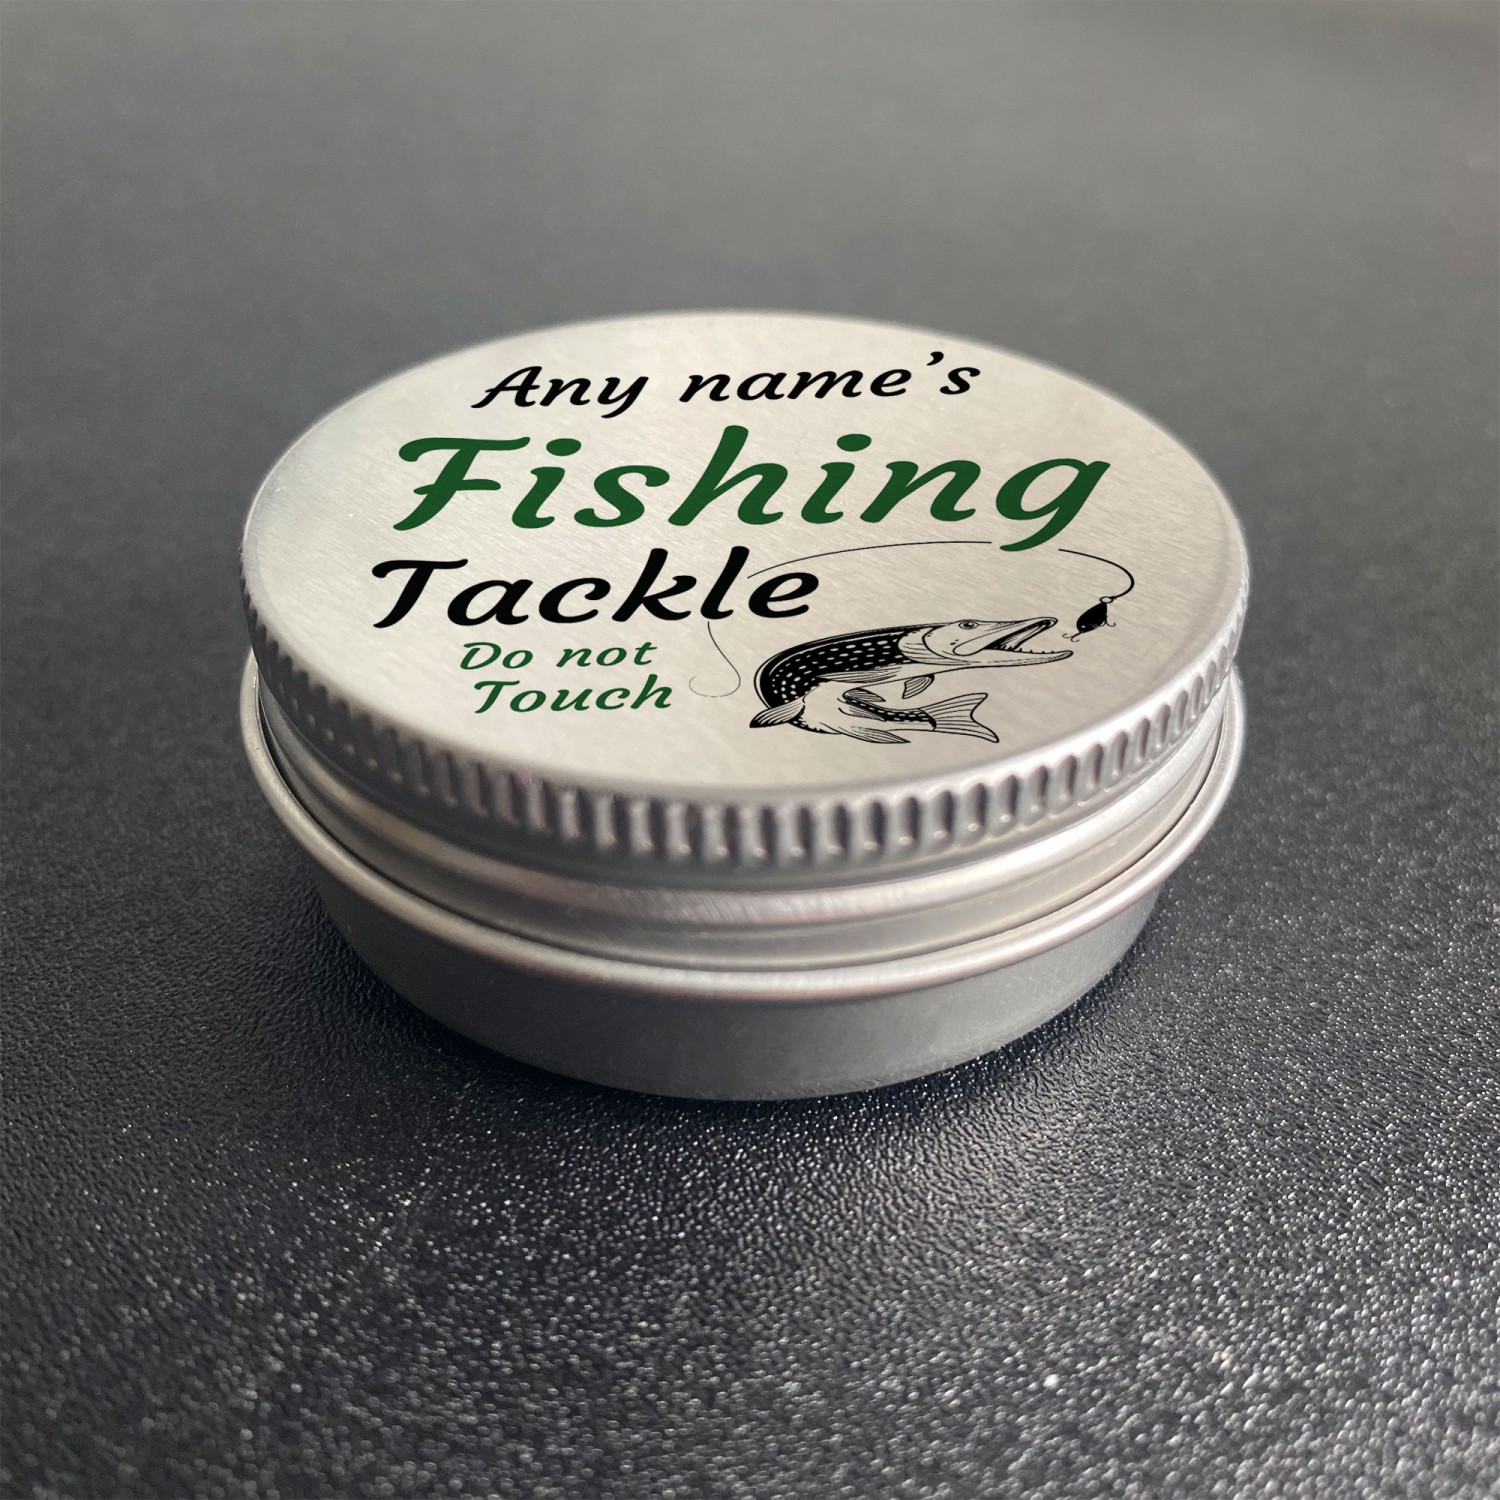 Any name's
Fishing
Tackle
Do not
Touch